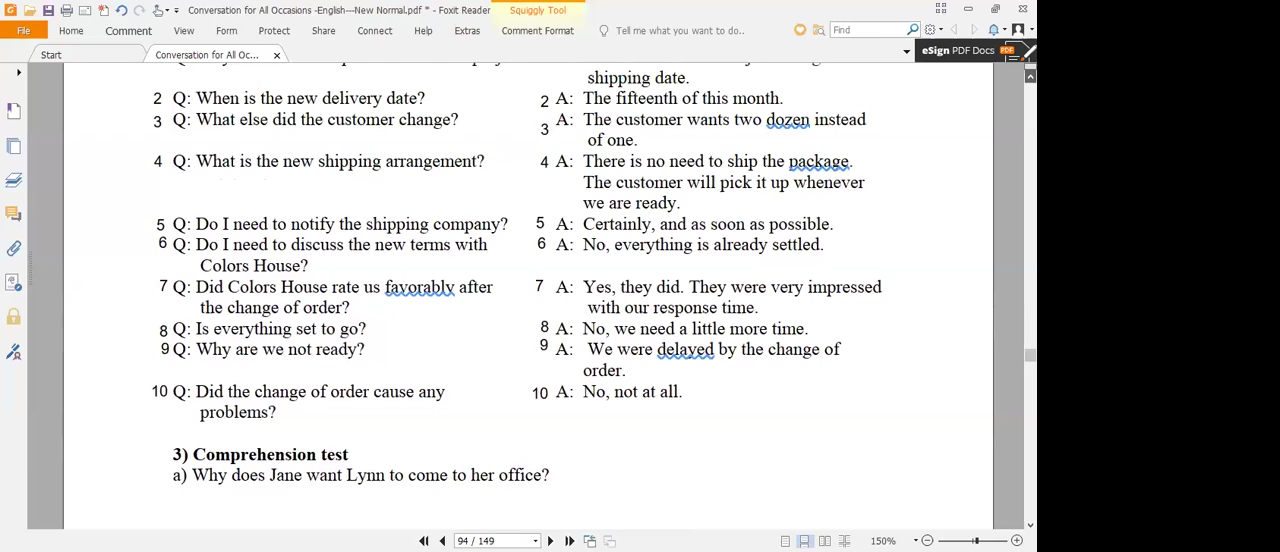 Conversation for All Occasions -English---New Normal.pdf * - Foxit Reader
Squiggly Tool
File Home Comment View Form Protect Share Connect Help Extras Comment Format Tell me what you want to do.. Find
Start Conversation for All Oc... × eSign PDF Docs PDF
shipping date.
2 Q: When is the new delivery date? 2 A: The fifteenth of this month.
3 Q: What else did the customer change? 3 A: The customer wants two dozen instead
of one.
4 Q: What is the new shipping arrangement? 4 A: There is no need to ship the package.
The customer will pick it up whenever
we are ready.
5 Q: Do I need to notify the shipping company? 5 A: Certainly, and as soon as possible.
6 Q: Do I need to discuss the new terms with 6 A: No, everything is already settled.
Colors House?
7 Q: Did Colors House rate us favorably after 7 A: Yes, they did. They were very impressed
the change of order? with our response time.
8 Q: Is everything set to go? 8 A: No, we need a little more time.
9 Q: Why are we not ready? 9 A: We were delayed by the change of
order.
10 Q: Did the change of order cause any 10 A: No, not at all.
problems?
3) Comprehension test
a) Why does Jane want Lynn to come to her office?
94 / 149 150%